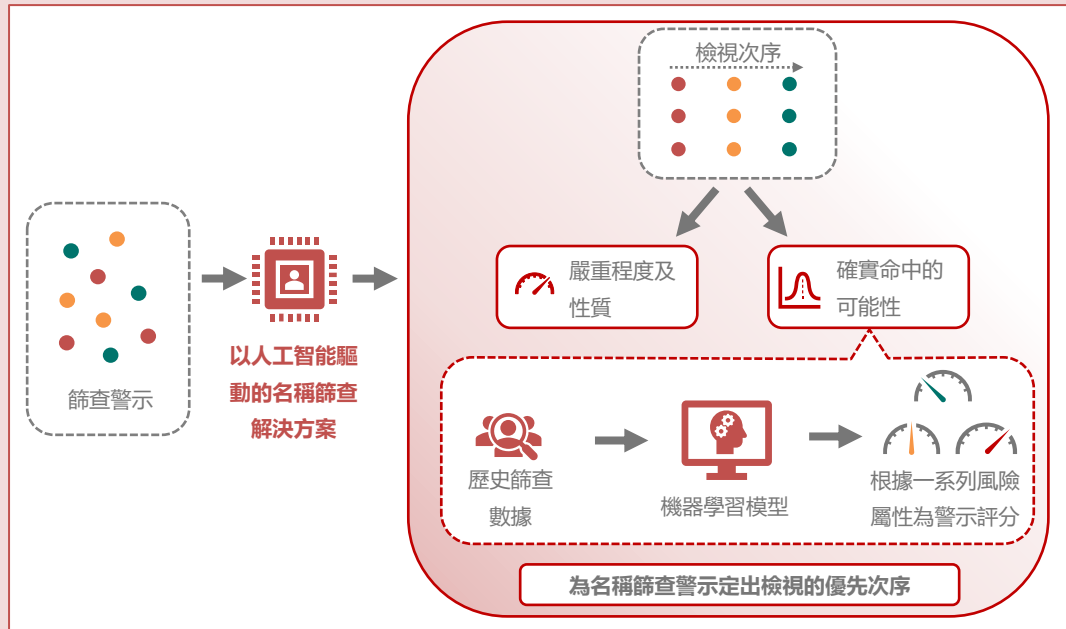 檢視次序
嚴重程度及
性質
確實命中的
可能性
篩查警示
以人工智能驅
動的名稱篩查
解決方案
歷史篩查
數據
機器學習模型
根據一系列風險
屬性為警示評分
為名稱篩查警示定出檢視的優先次序